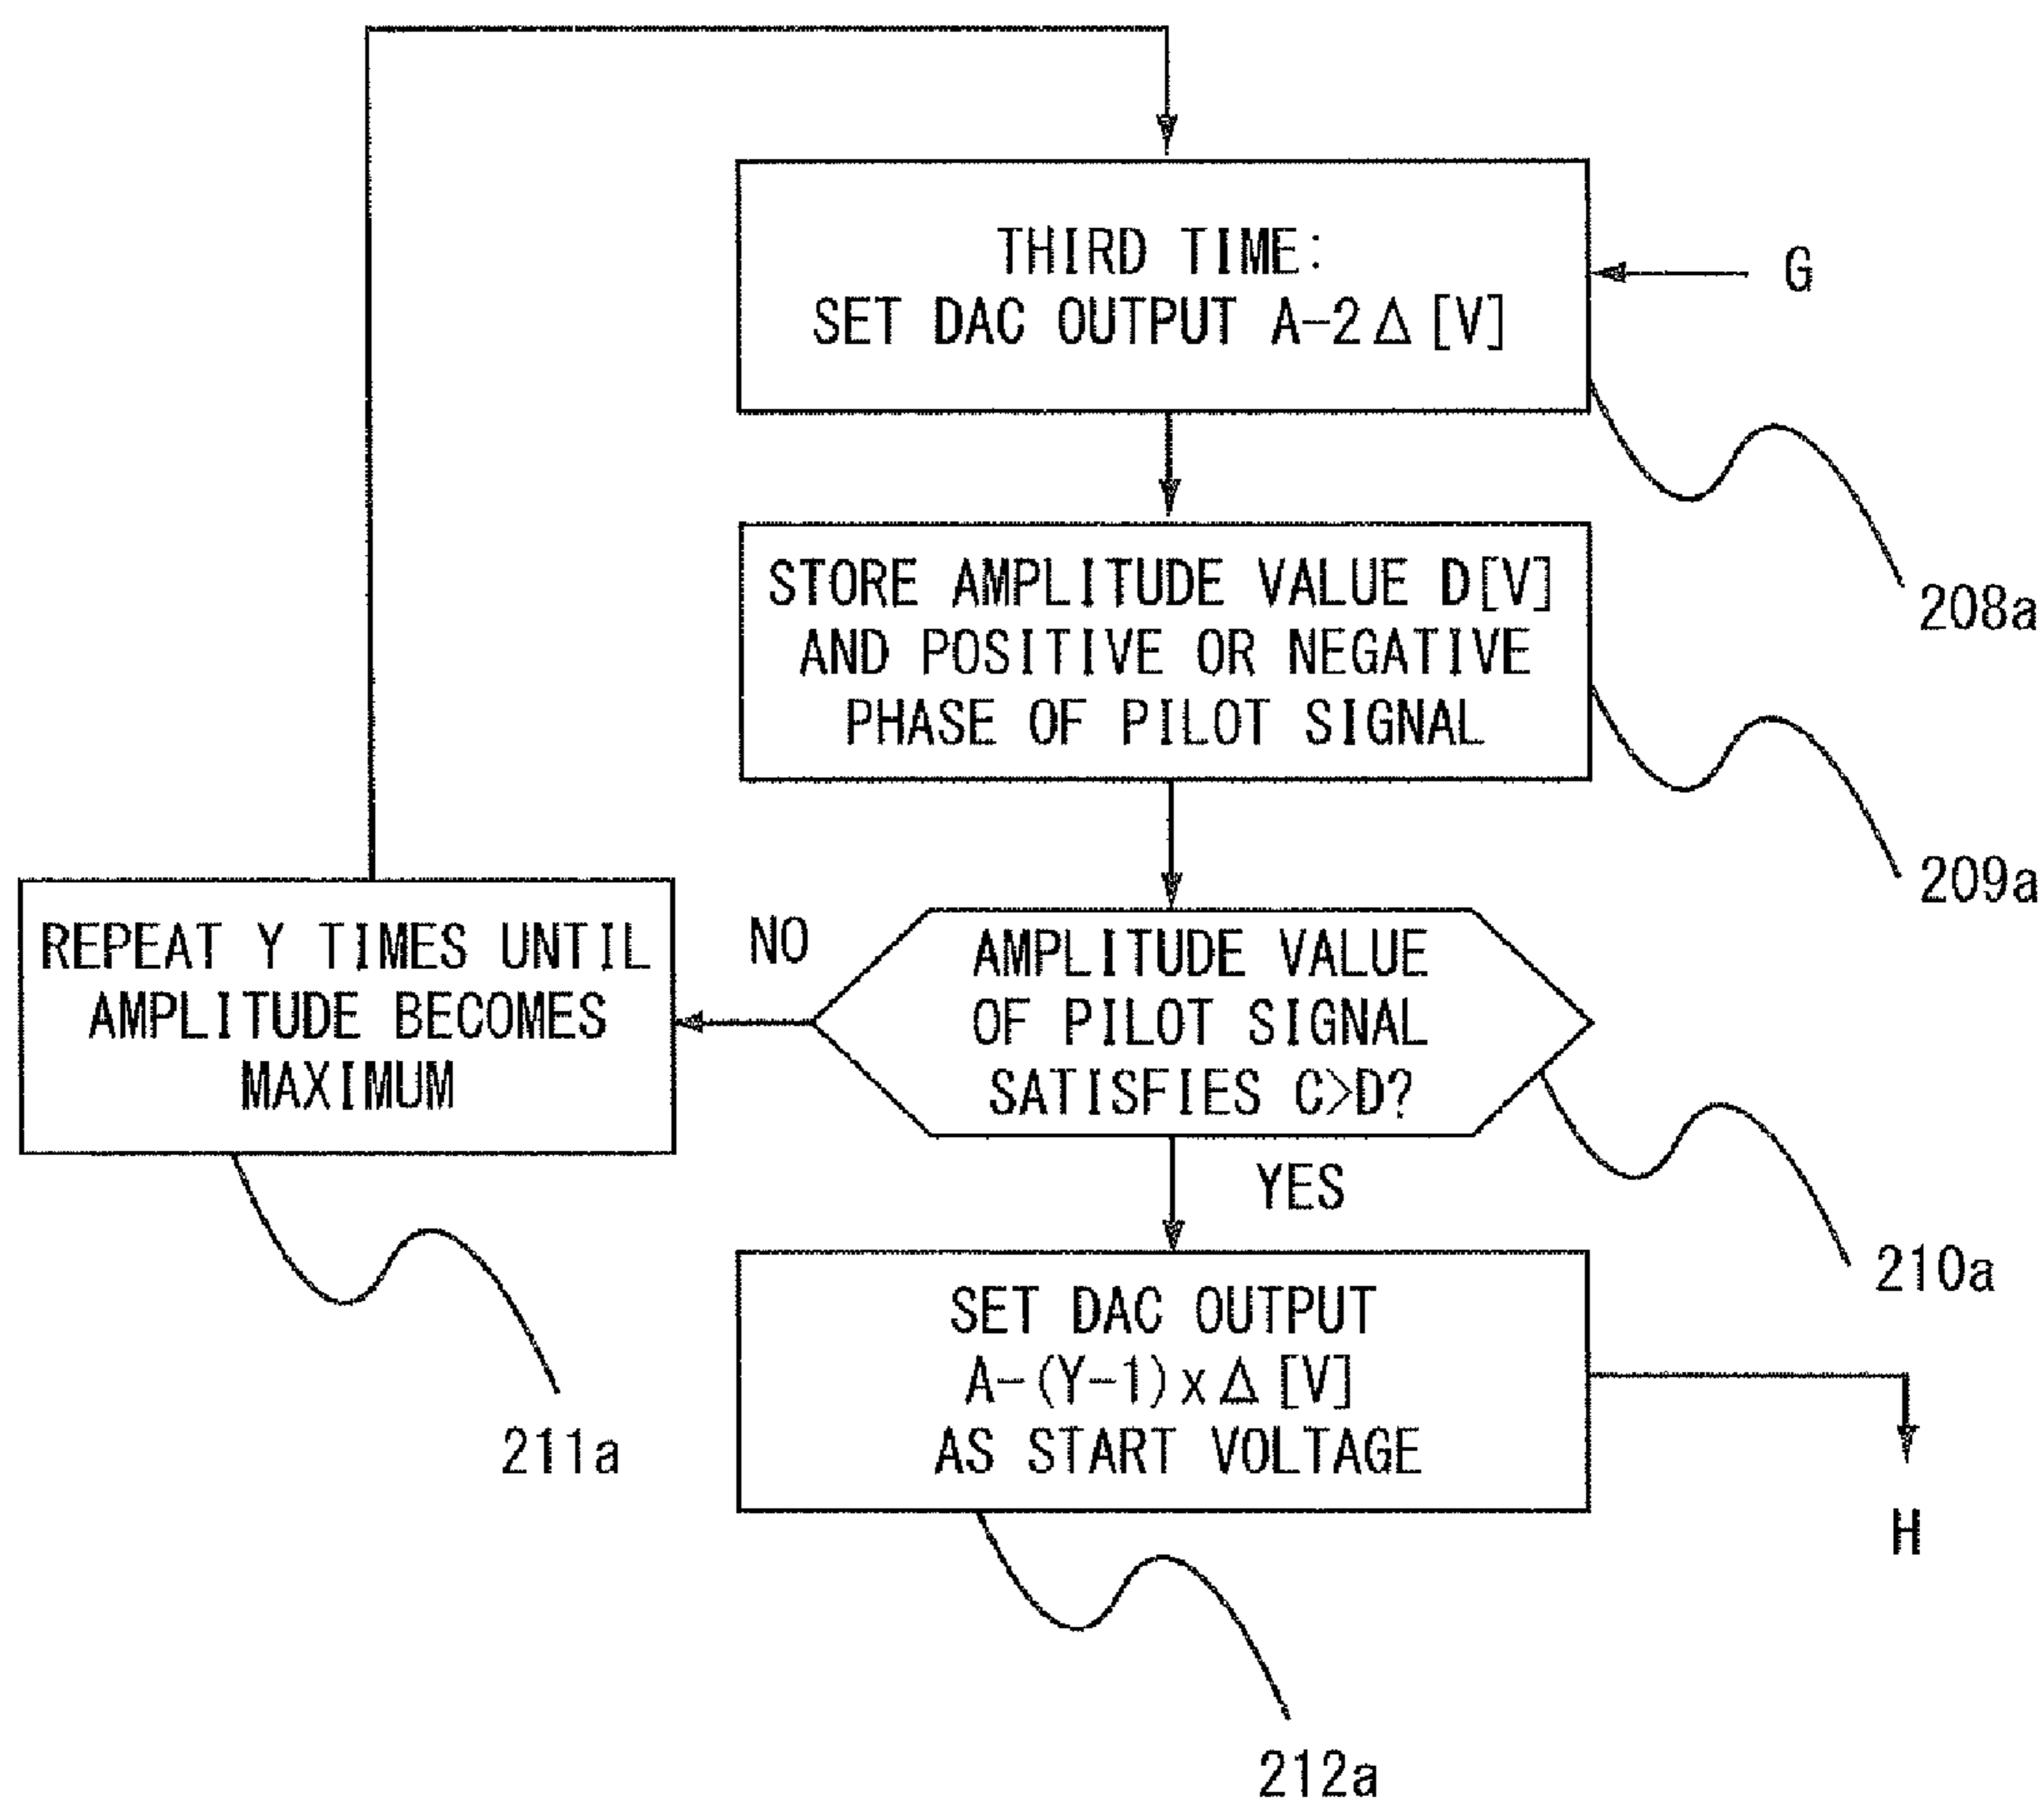 THIRD TIME:
SET DAC OUTPUT A-2Δ[V]
G
208a
STORE AMPLITUDE VALUE D[V]
AND POSITIVE OR NEGATIVE
PHASE OF PILOT SIGNAL
209a
REPEAT Y TIMES UNTIL
AMPLITUDE BECOMES
MAXIMUM
211a
NO
AMPLITUDE VALUE
OF PILOT SIGNAL
SATISFIES C>D?
210a
YES
SET DAC OUTPUT
A-(Y-1)xΔ[V]
AS START VOLTAGE
212a
H